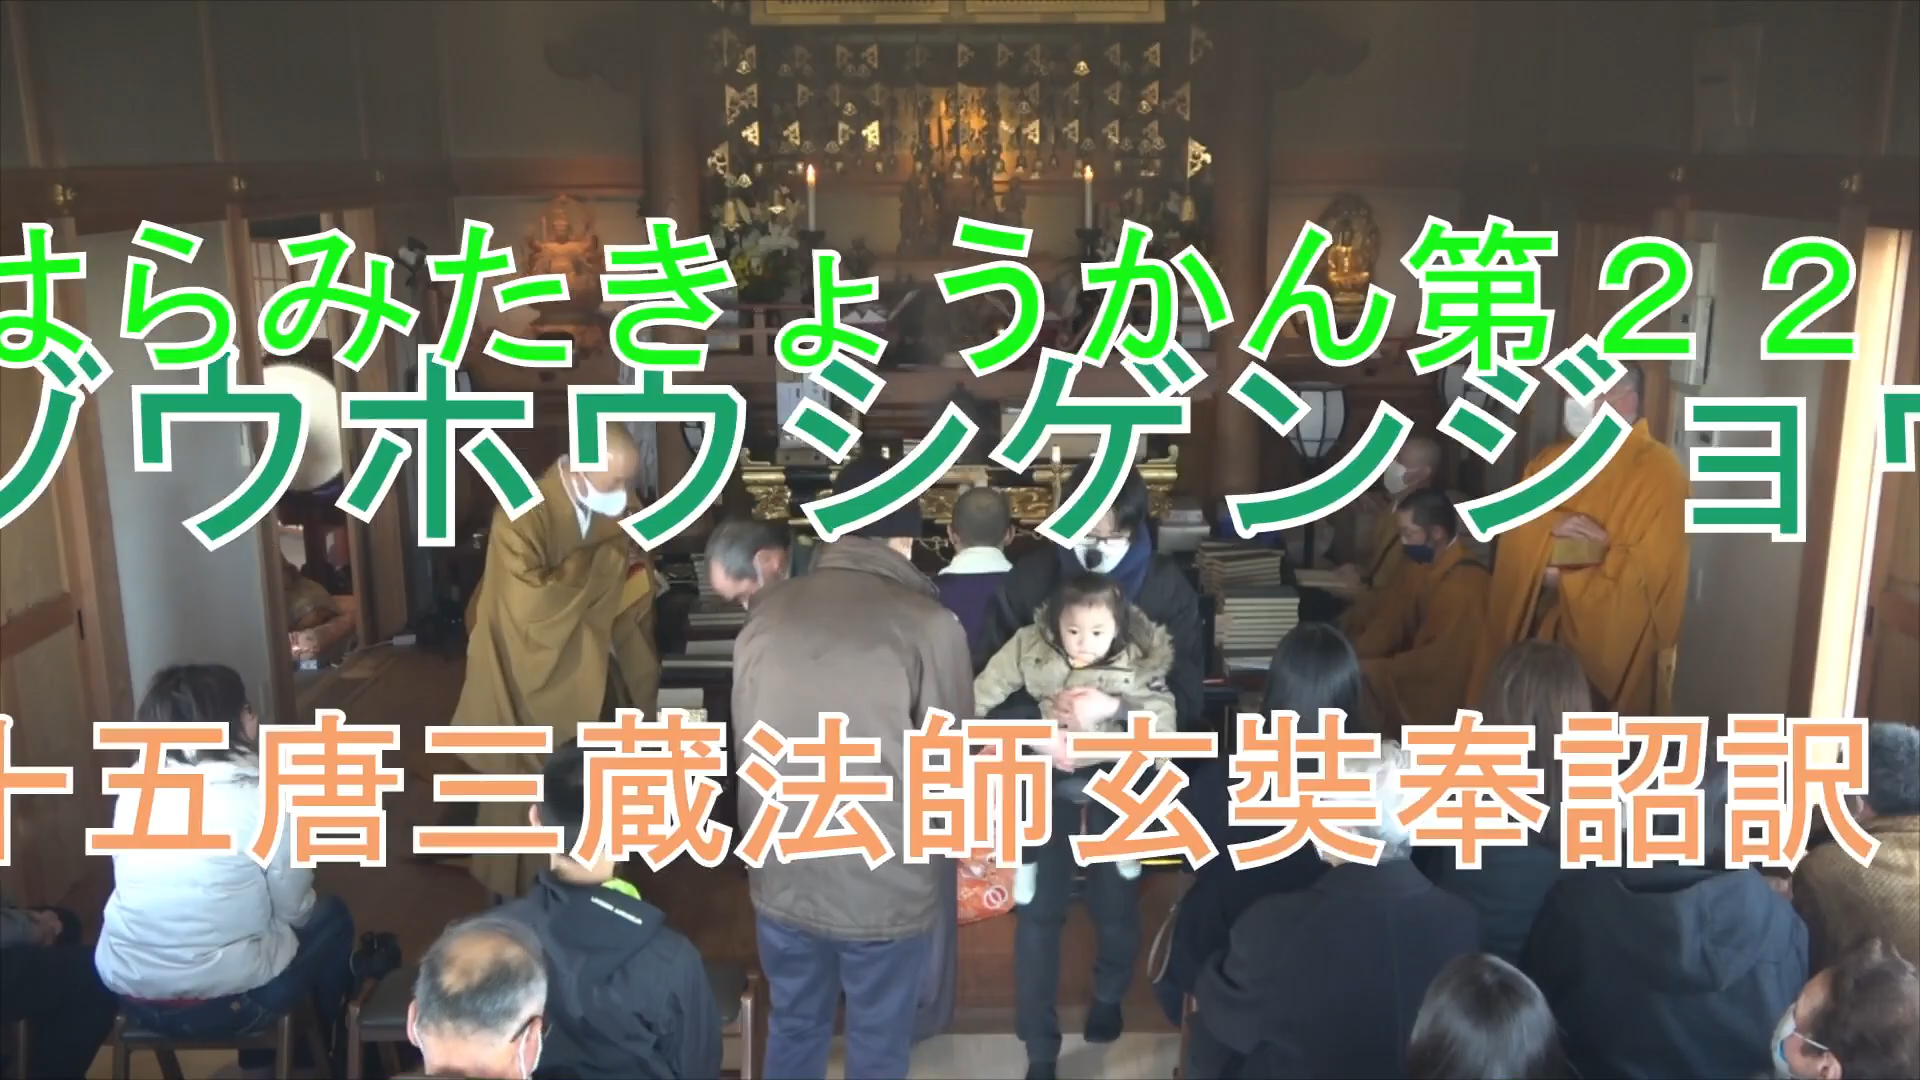 はらみたきょうかん第２２
ゾウホウシゲンジョウ
十五唐三蔵法師玄奘奉詔訳